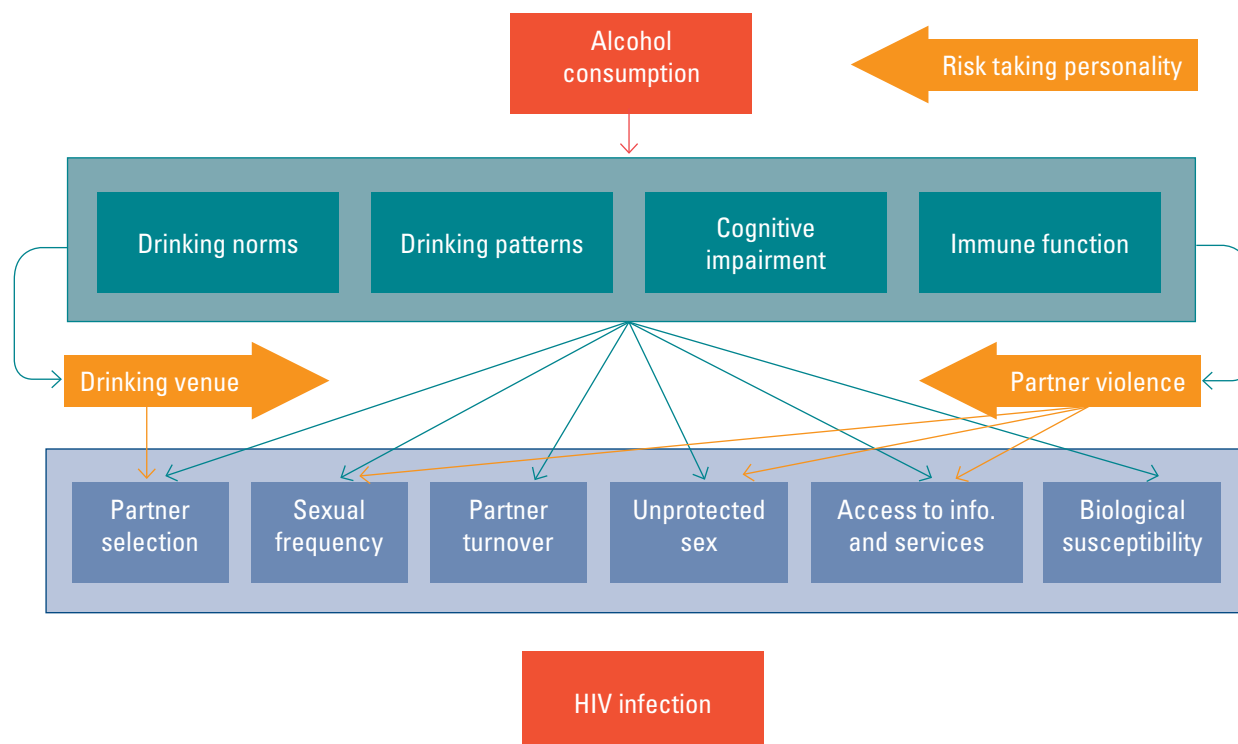 Alcohol
consumption
Risk taking personality
Drinking norms
Drinking patterns
Cognitive
impairment
Immune function
Drinking venue
Partner violence
Partner
selection
Sexual
frequency
Partner
turnover
Unprotected
sex
Access to info.
and services
Biological
susceptibility
HIV infection